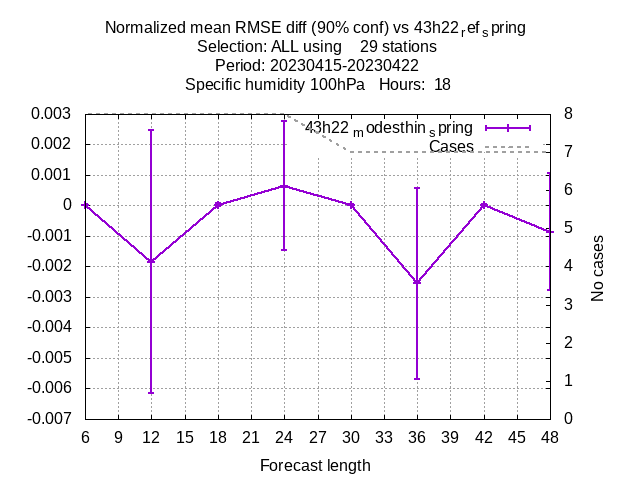 Normalized mean RMSE diff (90% conf) vs 43h22refspring
Selection: ALL using 29 stations
Period: 20230415-20230422
Specific humidity 100hPa Hours: 18
43h22modesthinspring
Cases
0.003
0.002
0.001
0
-0.001
-0.002
-0.003
-0.004
-0.005
-0.006
-0.007
8
7
6
5
4
3
2
1
0
No cases
6 9 12 15 18 21 24 27 30 33 36 39 42 45 48
Forecast length